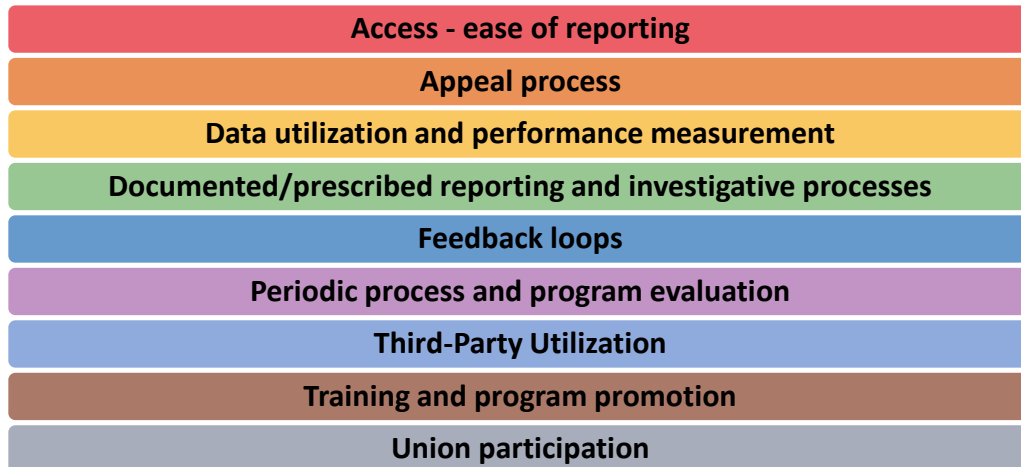 Access - ease of reporting
Appeal process
Data utilization and performance measurement
Documented/prescribed reporting and investigative processes
Feedback loops
Periodic process and program evaluation
Third-Party Utilization
Training and program promotion
Union participation